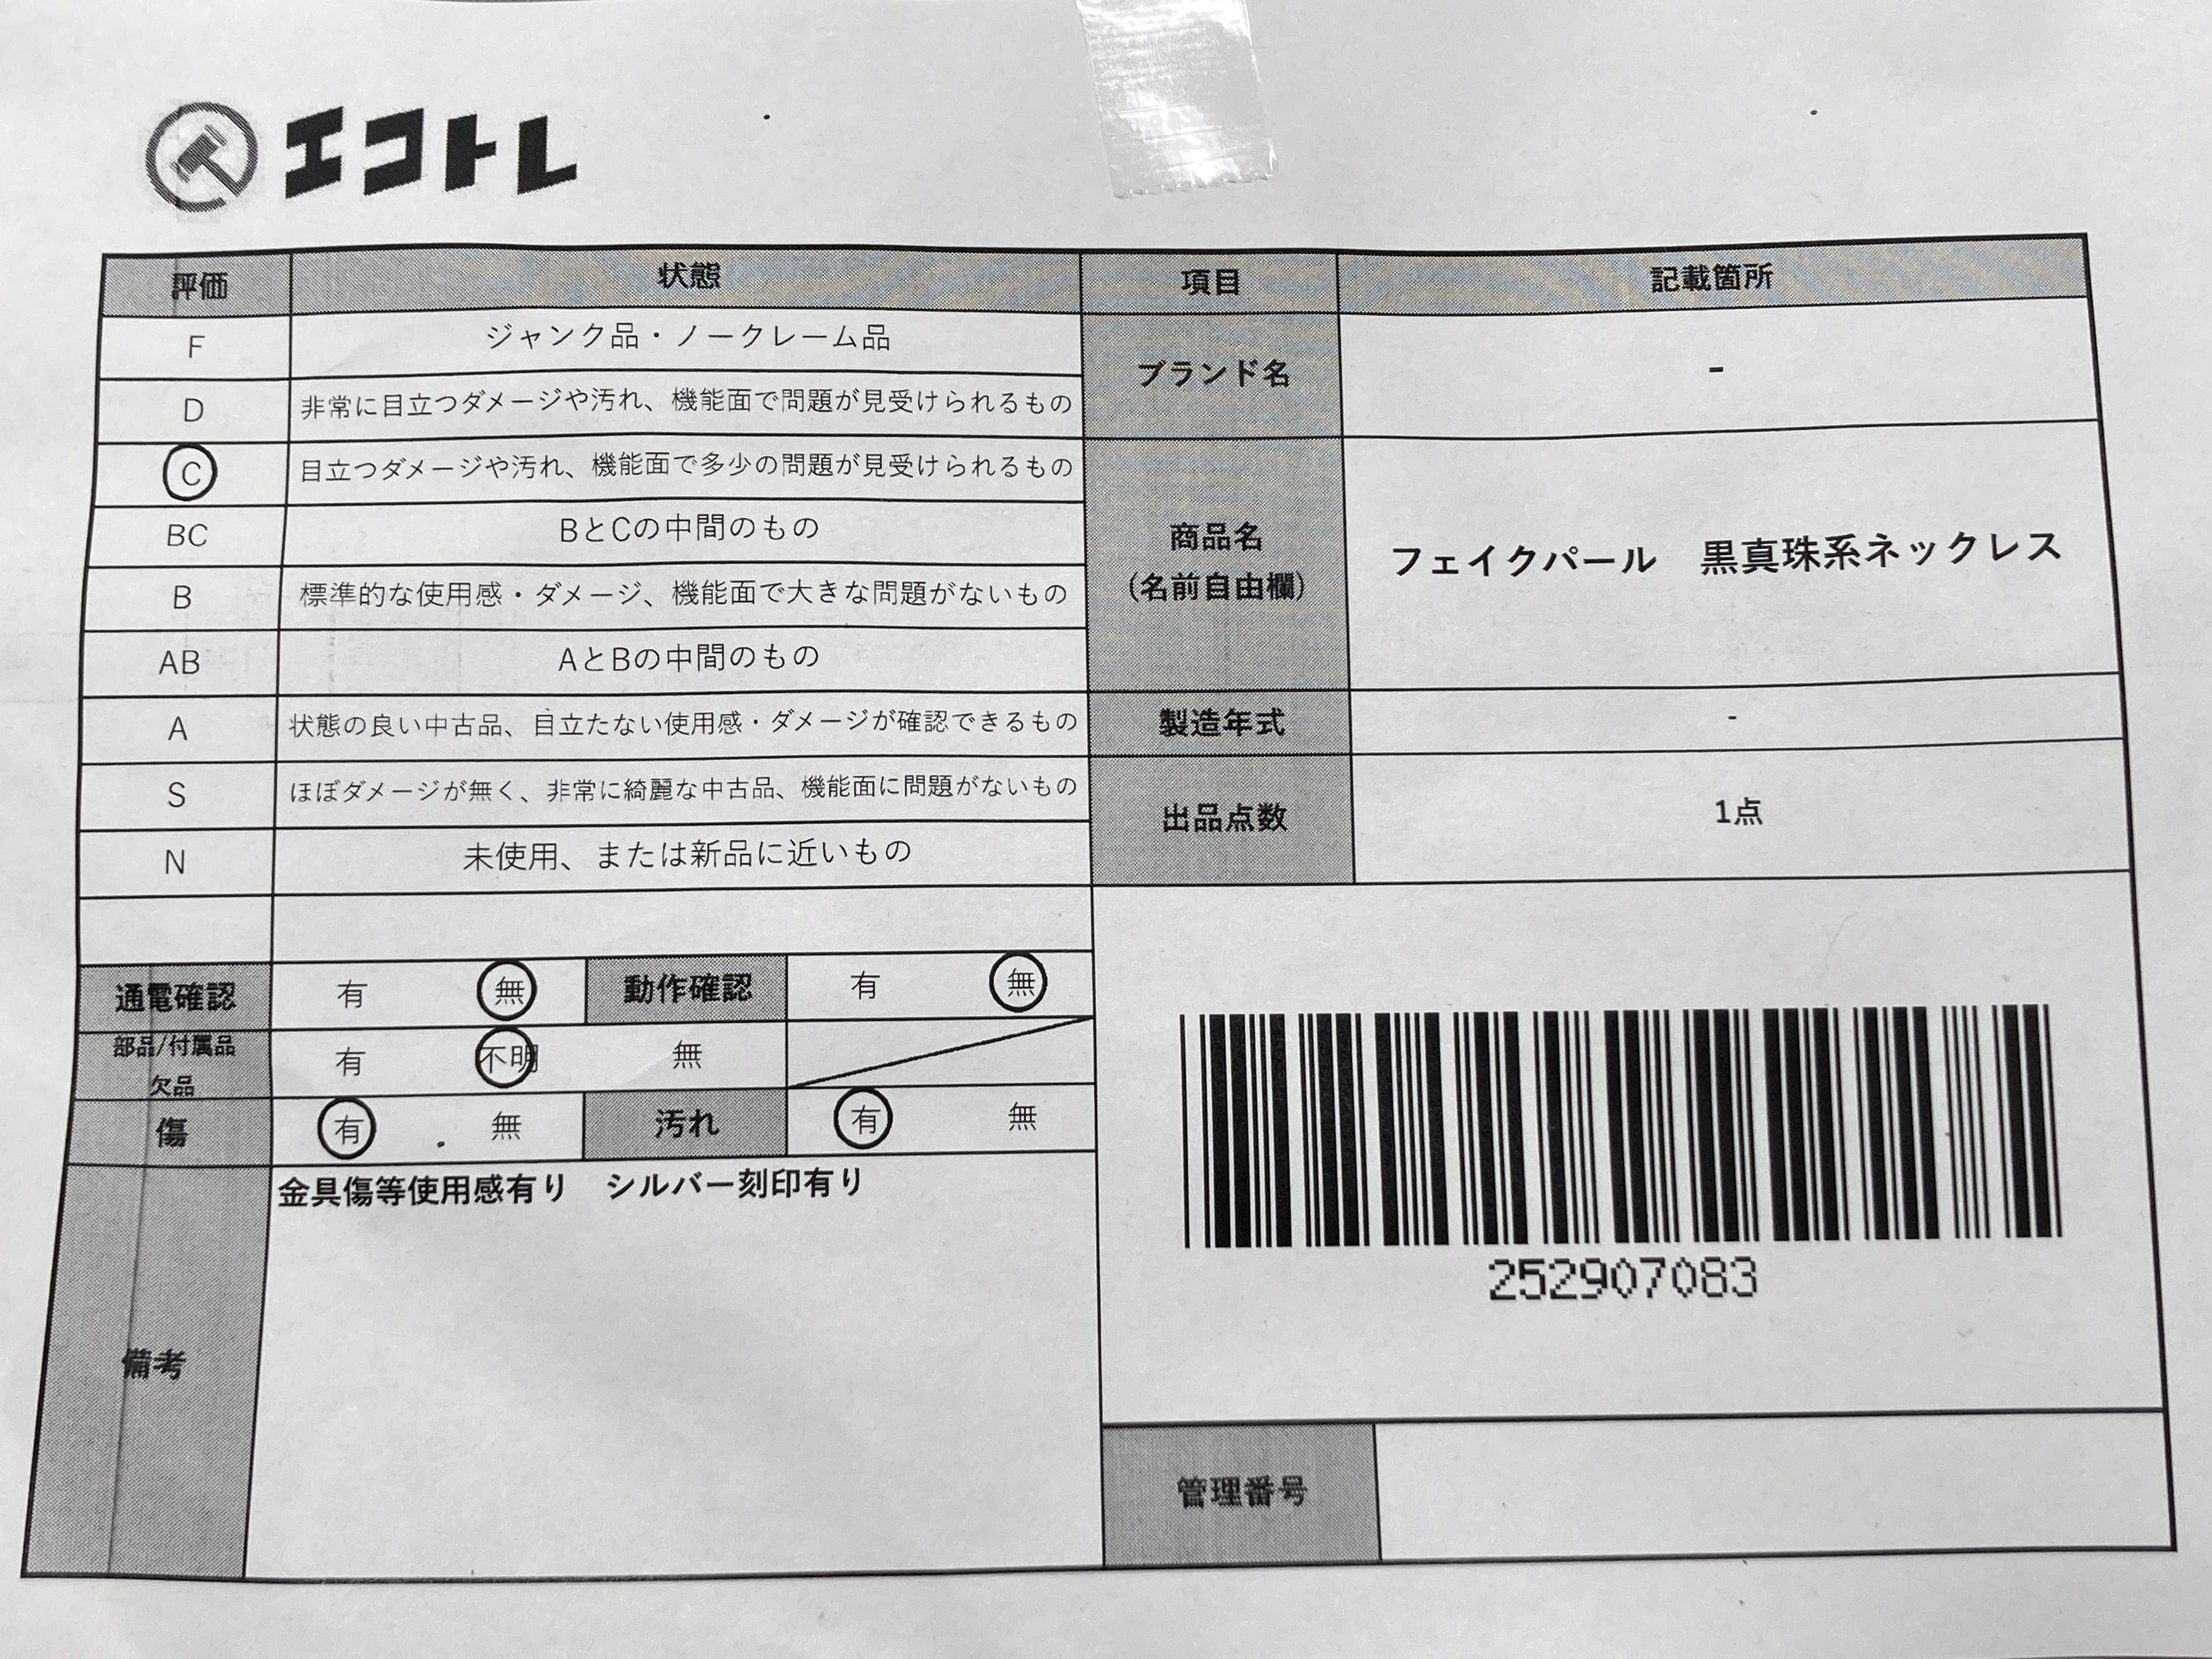 エコトレ
評価 状態 項目 記載箇所
F ジャンク品・ノークレーム品
D 非常に目立つダメージや汚れ、機能面で問題が見受けられるもの
ブランド名 -
C 目立つダメージや汚れ、機能面で多少の問題が見受けられるもの
BC BとCの中間のもの
B 標準的な使用感・ダメージ、機能面で大きな問題がないもの
商品名
(名前自由欄)
フェイクパール 黒真珠系ネックレス
AB AとBの中間のもの
A 状態の良い中古品、目立たない使用感・ダメージが確認できるもの
製造年式 -
S ほぼダメージが無く、非常に綺麗な中古品、機能面に問題がないもの
出品点数 1点
N 未使用、または新品に近いもの
通電確認 有 無 動作確認 有 無
部品/付属品
欠品
有 不明 無
傷 有 無 汚れ 有 無
備考
金具傷等使用感有り シルバー刻印有り
252907083
管理番号